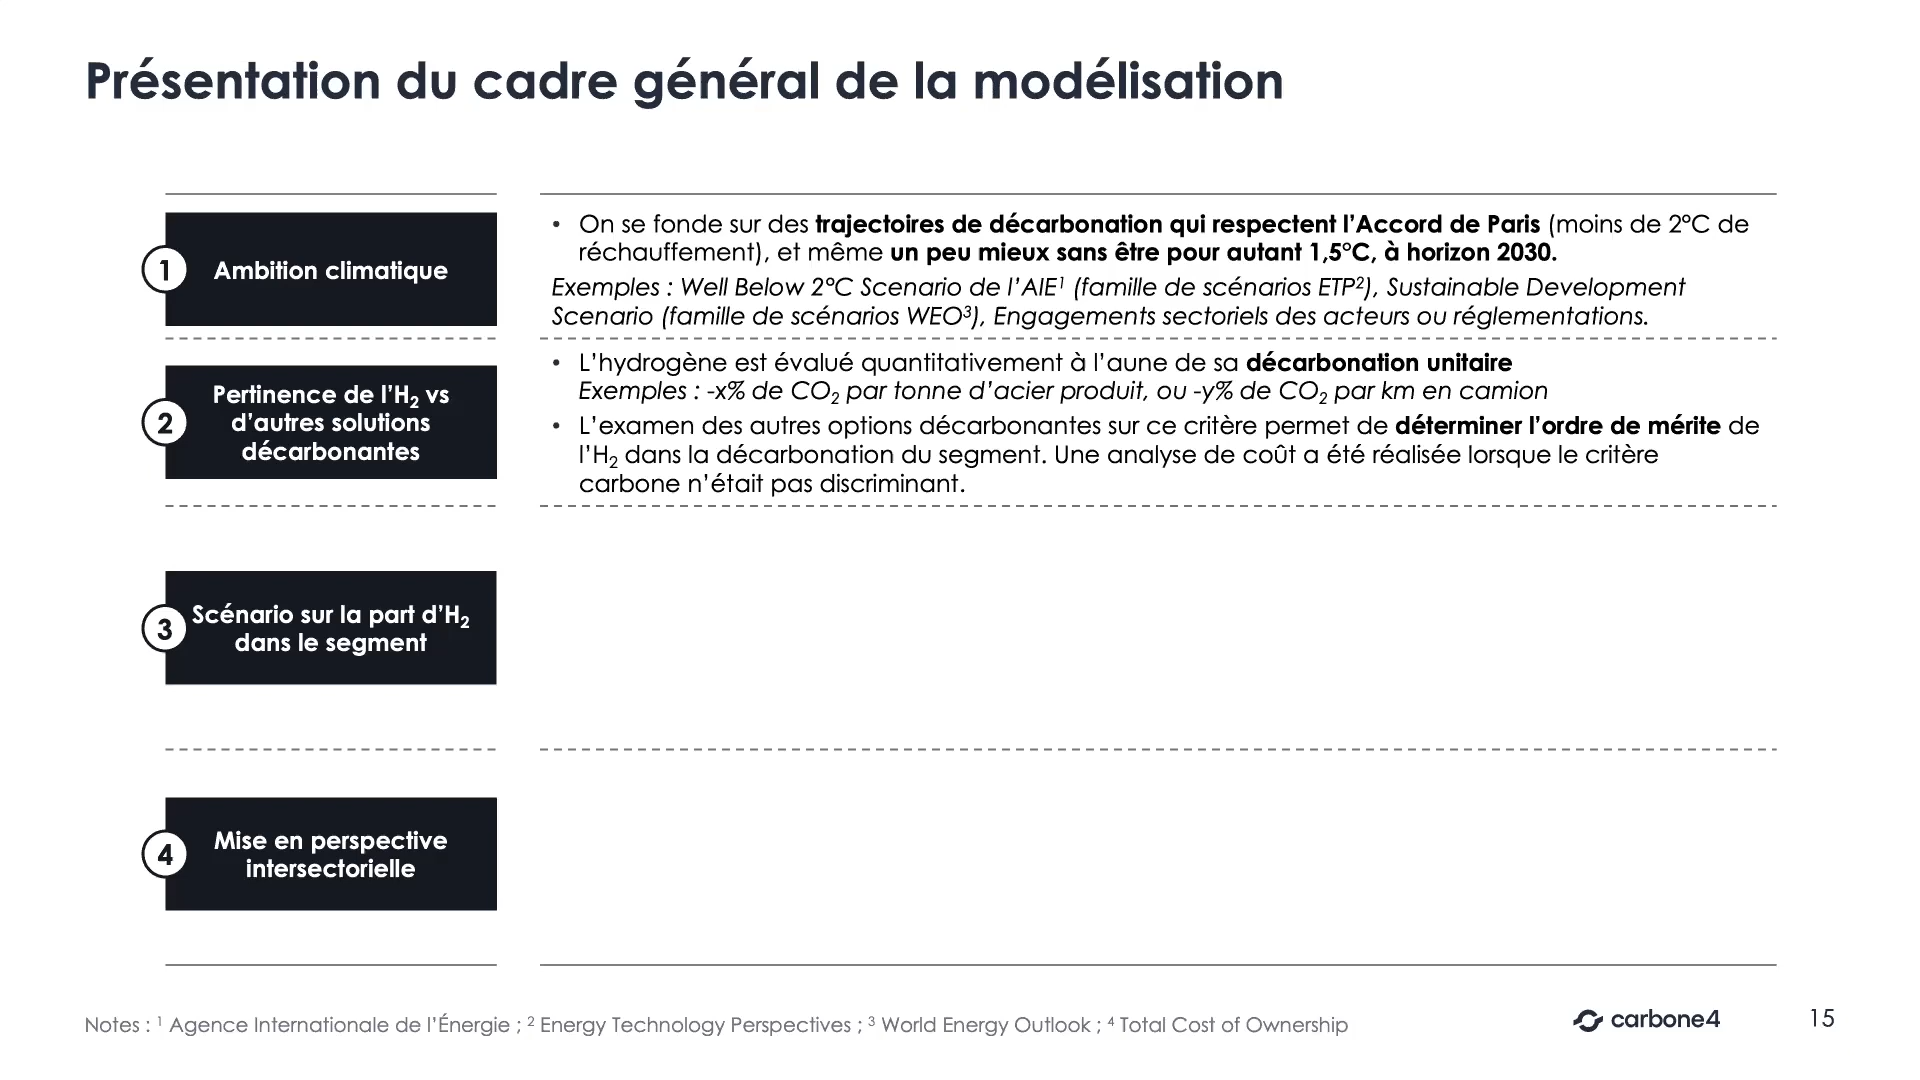 Présentation du cadre général de la modélisation
1
Ambition climatique
• On se fonde sur des trajectoires de décarbonation qui respectent l’Accord de Paris (moins de 2°C de
réchauffement), et même un peu mieux sans être pour autant 1,5°C, à horizon 2030.
Exemples : Well Below 2°C Scenario de l’AIE¹ (famille de scénarios ETP²), Sustainable Development
Scenario (famille de scénarios WEO³), Engagements sectoriels des acteurs ou réglementations.
2
Pertinence de l’H₂ vs
d’autres solutions
décarbonantes
• L’hydrogène est évalué quantitativement à l’aune de sa décarbonation unitaire
Exemples : -x% de CO₂ par tonne d’acier produit, ou -y% de CO₂ par km en camion
• L’examen des autres options décarbonantes sur ce critère permet de déterminer l’ordre de mérite de
l’H₂ dans la décarbonation du segment. Une analyse de coût a été réalisée lorsque le critère
carbone n’était pas discriminant.
3
Scénario sur la part d’H₂
dans le segment
4
Mise en perspective
intersectorielle
Notes : ¹ Agence Internationale de l’Énergie ; ² Energy Technology Perspectives ; ³ World Energy Outlook ; ⁴ Total Cost of Ownership
carbone4
15